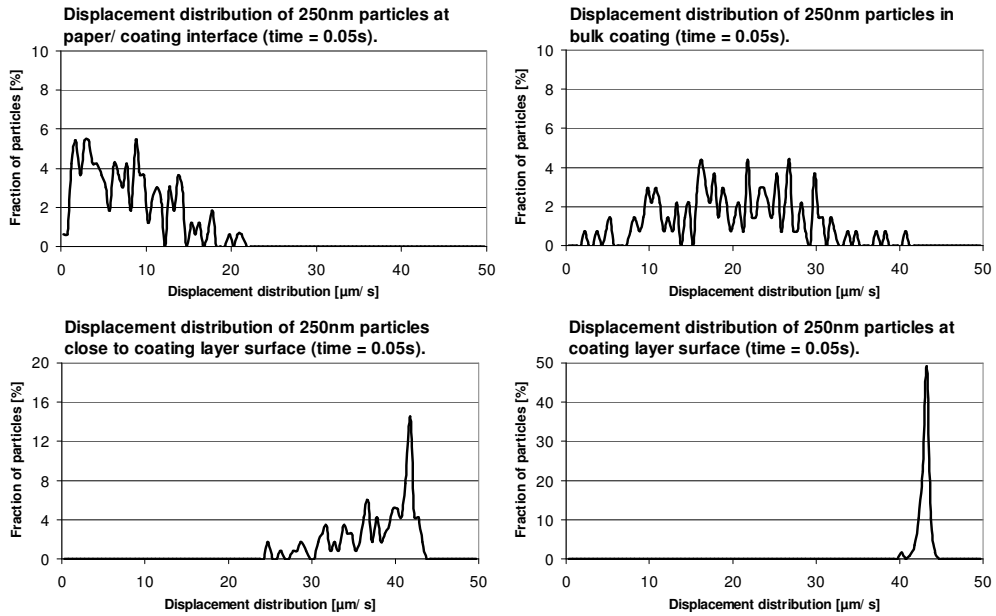 Displacement distribution of 250nm particles at
paper/ coating interface (time = 0.05s).
Fraction of particles [%]
10
8
6
4
2
0
0 10 20 30 40 50
Displacement distribution [µm/ s]
Displacement distribution of 250nm particles in
bulk coating (time = 0.05s).
Fraction of particles [%]
10
8
6
4
2
0
0 10 20 30 40 50
Displacement distribution [µm/ s]
Displacement distribution of 250nm particles
close to coating layer surface (time = 0.05s).
Fraction of particles [%]
20
16
12
8
4
0
0 10 20 30 40 50
Displacement distribution [µm/ s]
Displacement distribution of 250nm particles at
coating layer surface (time = 0.05s).
Fraction of particles [%]
50
40
30
20
10
0
0 10 20 30 40 50
Displacement distribution [µm/ s]